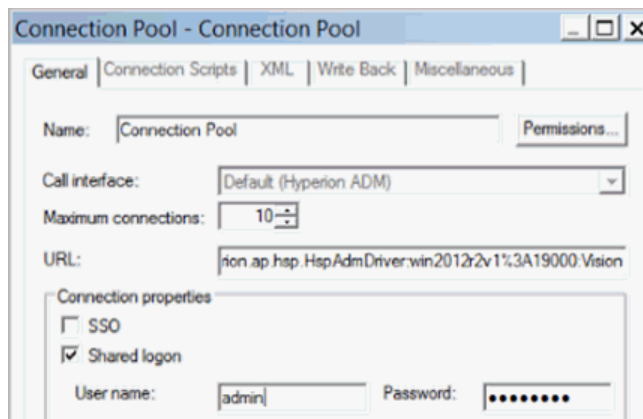 Connection Pool - Connection Pool
General Connection Scripts XML Write Back Miscellaneous
Name: Connection Pool Permissions...
Call interface: Default (Hyperion ADM)
Maximum connections: 10
URL: rion.ap.hsp.HspAdmDriver:win2012r2v1%3A19000:Vision
Connection properties
SSO
Shared logon
User name: admin Password: ●●●●●●●●